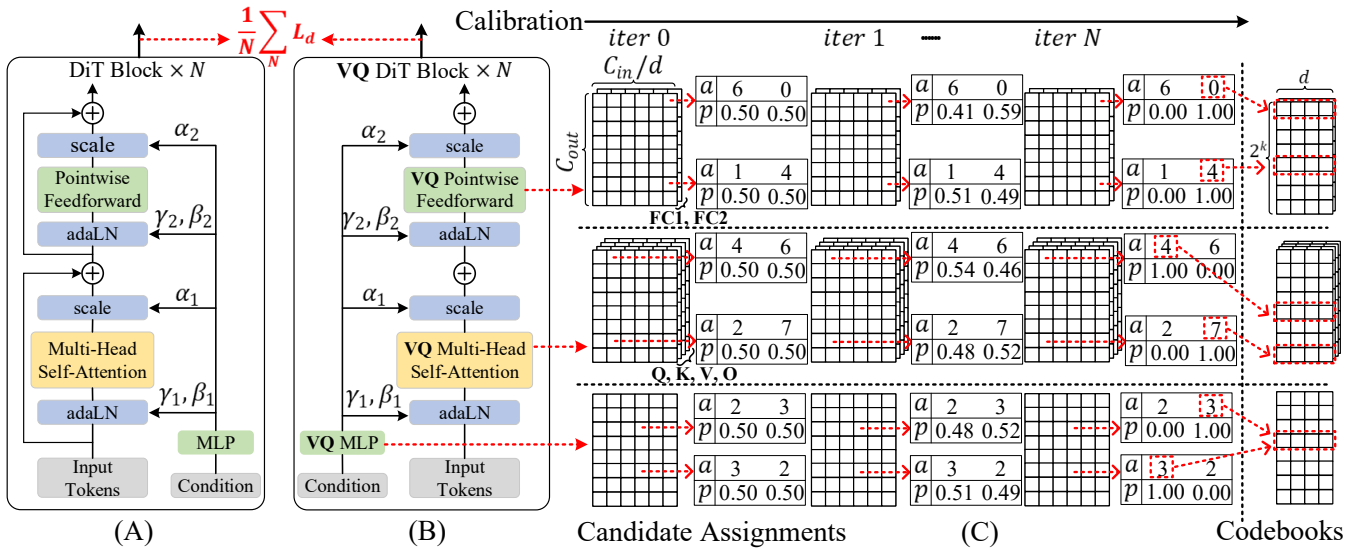 1/N ∑_N L_d
Calibration
iter 0
iter 1
......
iter N
DiT Block × N
scale
α₂
Pointwise
Feedforward
γ₂, β₂
adaLN
scale
α₁
Multi-Head
Self-Attention
γ₁, β₁
adaLN
MLP
Input
Tokens
Condition
(A)
VQ DiT Block × N
α₂
scale
VQ Pointwise
Feedforward
γ₂, β₂
adaLN
α₁
scale
VQ Multi-Head
Self-Attention
γ₁, β₁
adaLN
VQ MLP
Condition
Input
Tokens
(B)
C_in/d
C_out
a 6 0
p 0.50 0.50
a 6 0
p 0.41 0.59
a 6 0
p 0.00 1.00
d
2^k
a 1 4
p 0.50 0.50
a 1 4
p 0.51 0.49
a 1 4
p 0.00 1.00
FC1, FC2
a 4 6
p 0.50 0.50
a 4 6
p 0.54 0.46
a 4 6
p 1.00 0.00
a 2 7
p 0.50 0.50
a 2 7
p 0.48 0.52
a 2 7
p 0.00 1.00
Q, K, V, O
a 2 3
p 0.50 0.50
a 2 3
p 0.48 0.52
a 2 3
p 0.00 1.00
a 3 2
p 0.50 0.50
a 3 2
p 0.51 0.49
a 3 2
p 1.00 0.00
Candidate Assignments
(C)
Codebooks